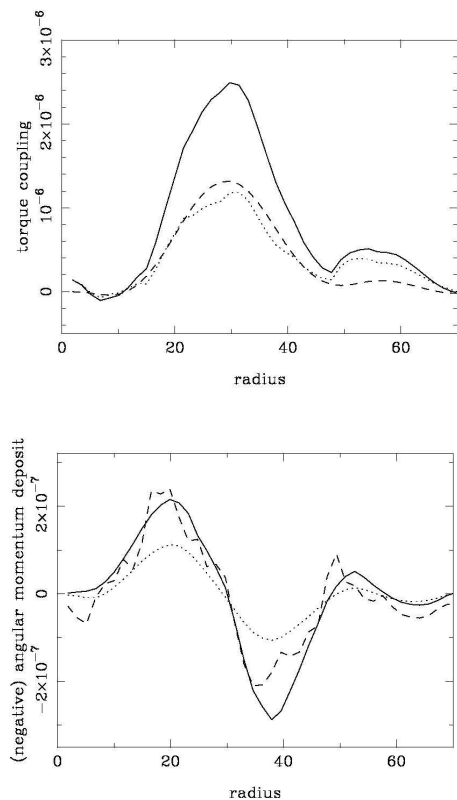 3×10⁻⁶
2×10⁻⁶
10⁻⁶
0
torque coupling
0 20 40 60
radius
2×10⁻⁷
0
−2×10⁻⁷
(negative) angular momentum deposit
0 20 40 60
radius